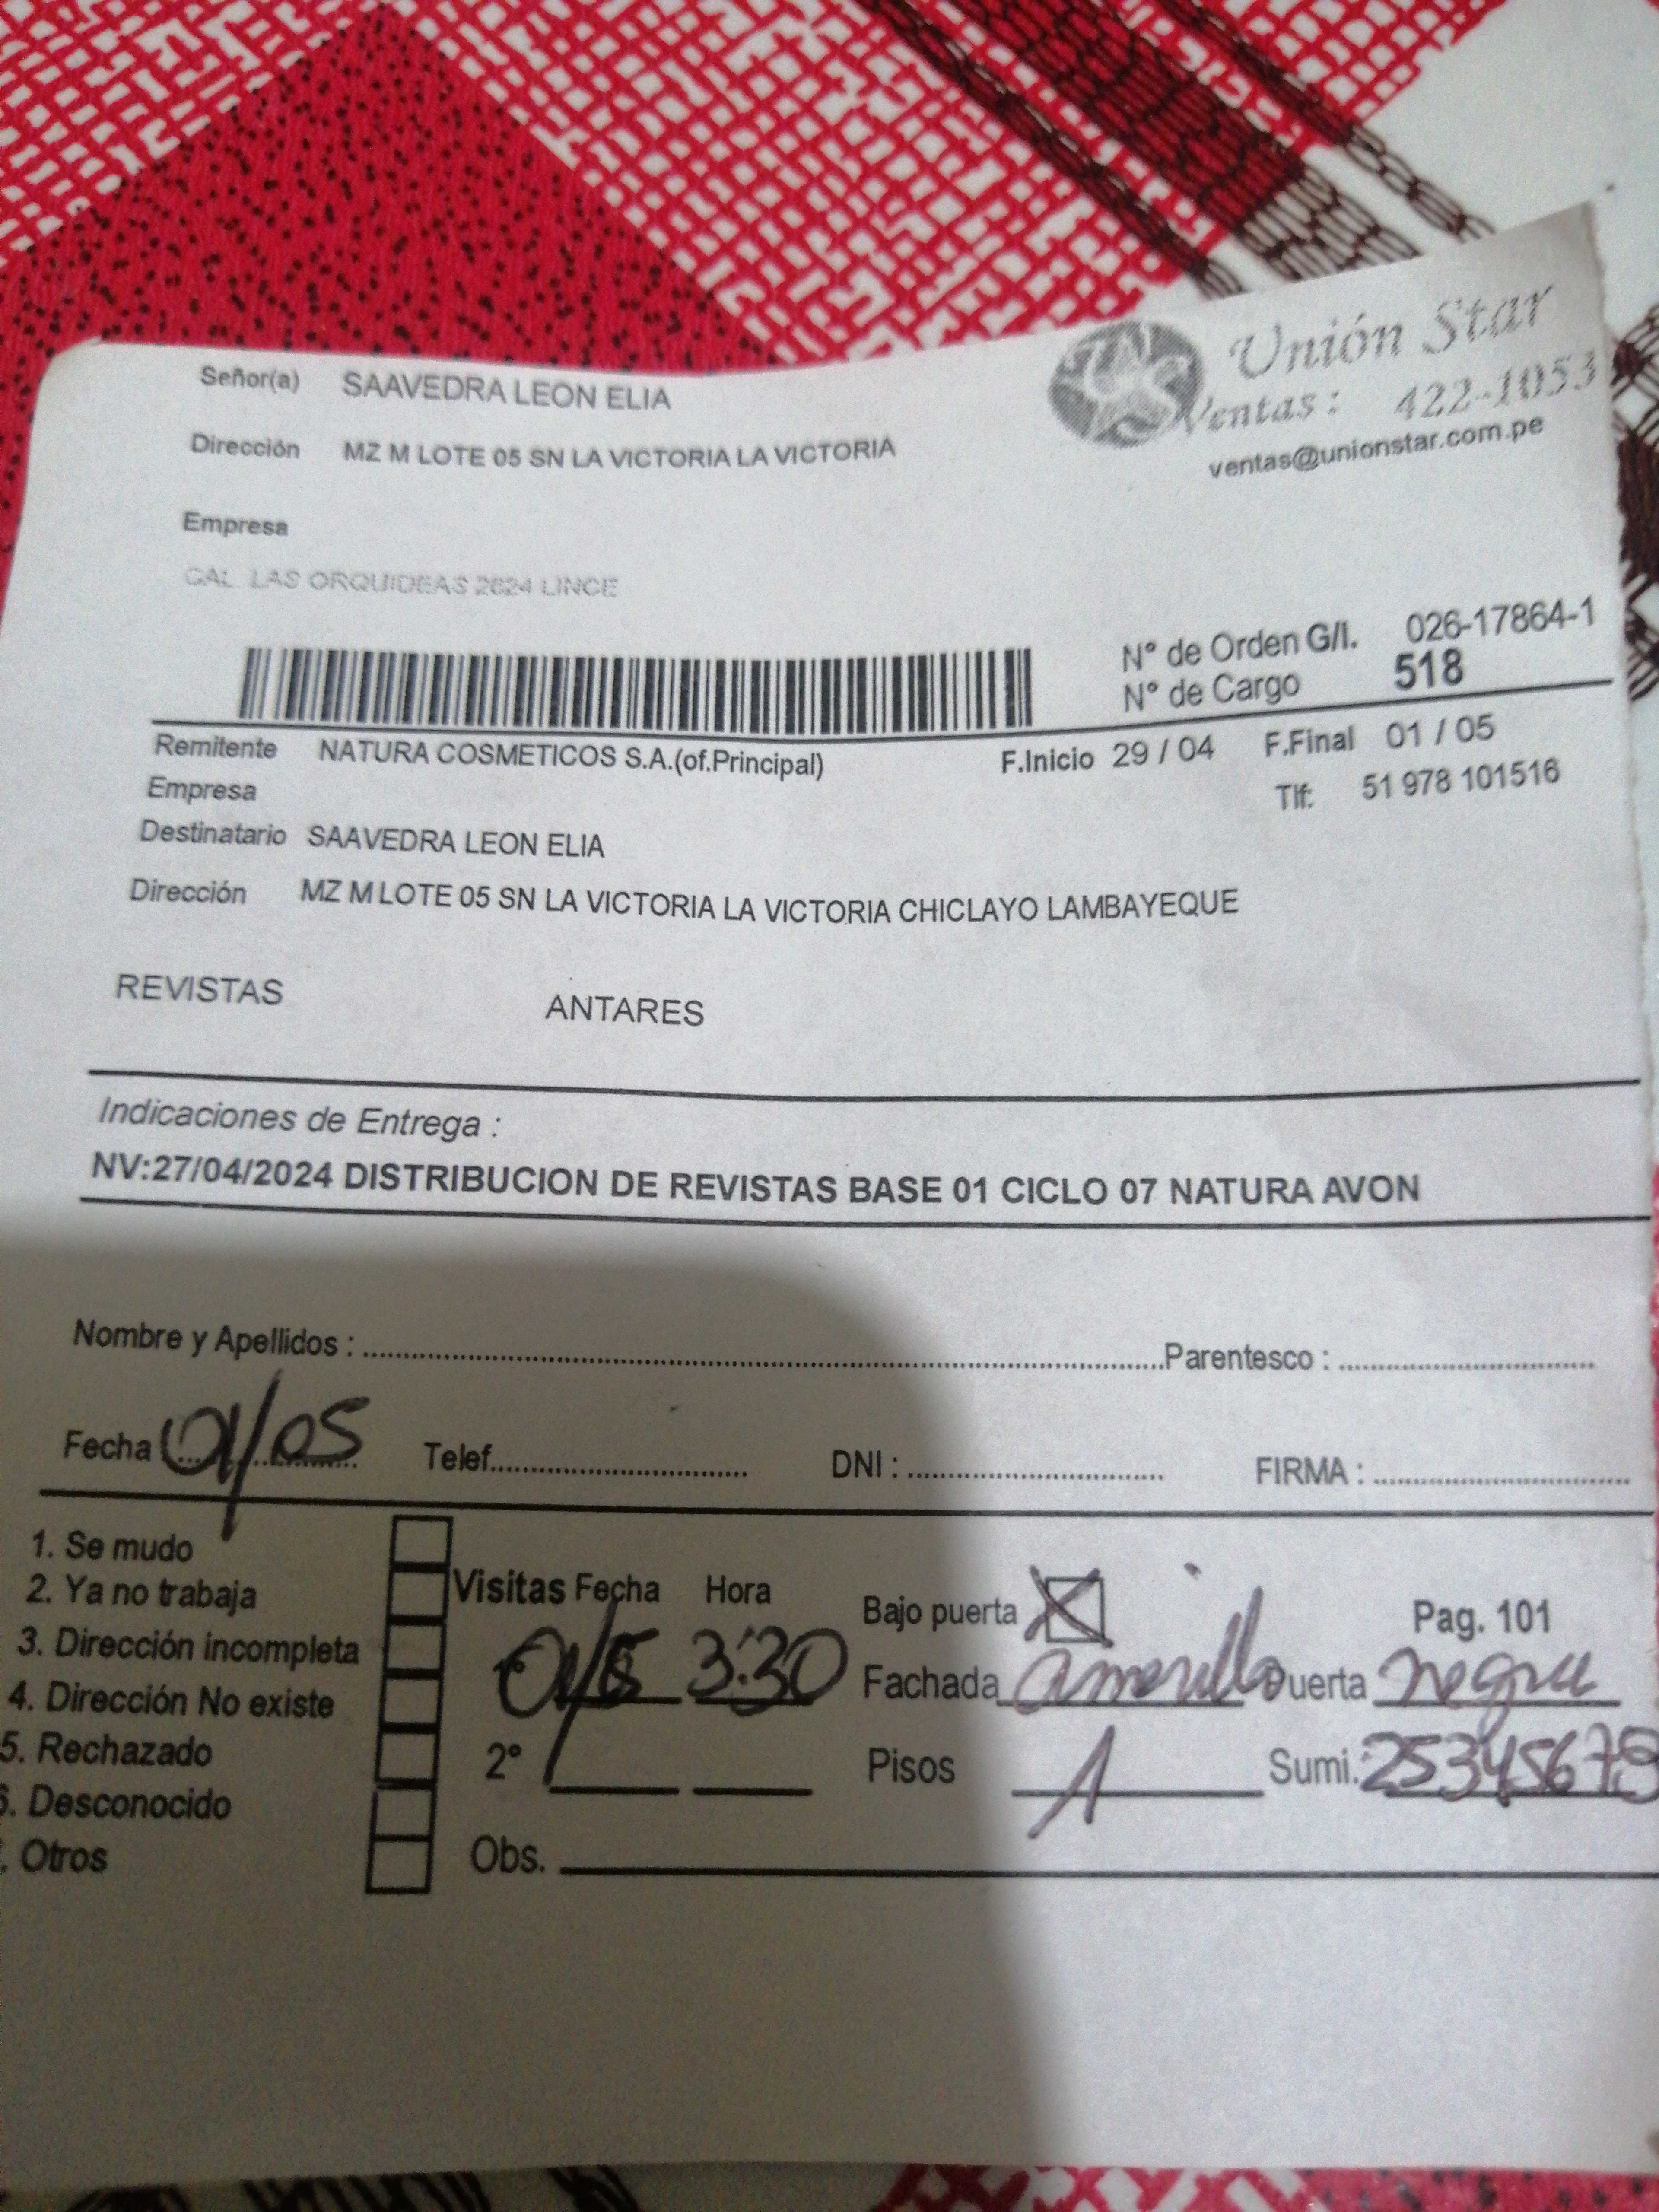 Señor(a) SAAVEDRA LEON ELIA
Unión Star
Dirección MZ M LOTE 05 SN LA VICTORIA LA VICTORIA
Ventas: 422-1053
ventas@unionstar.com.pe
Empresa
CAL. LAS ORQUIDEAS 2624 LINCE
N° de Orden G/I. 026-17864-1
N° de Cargo 518
Remitente NATURA COSMETICOS S.A.(of.Principal) F.Inicio 29 / 04 F.Final 01 / 05
Empresa Tlf: 51 978 101516
Destinatario SAAVEDRA LEON ELIA
Dirección MZ M LOTE 05 SN LA VICTORIA LA VICTORIA CHICLAYO LAMBAYEQUE
REVISTAS ANTARES
Indicaciones de Entrega :
NV:27/04/2024 DISTRIBUCION DE REVISTAS BASE 01 CICLO 07 NATURA AVON
Nombre y Apellidos : Parentesco :
Fecha 01/05 Telef. DNI : FIRMA :
1. Se mudo
2. Ya no trabaja
3. Dirección incompleta
4. Dirección No existe
5. Rechazado
6. Desconocido
. Otros
Visitas Fecha Hora
1° 01/5 3:30
2°
Obs.
Bajo puerta X Pag. 101
Fachada amarillo Puerta negra
Pisos 1 Sumi. 25345678